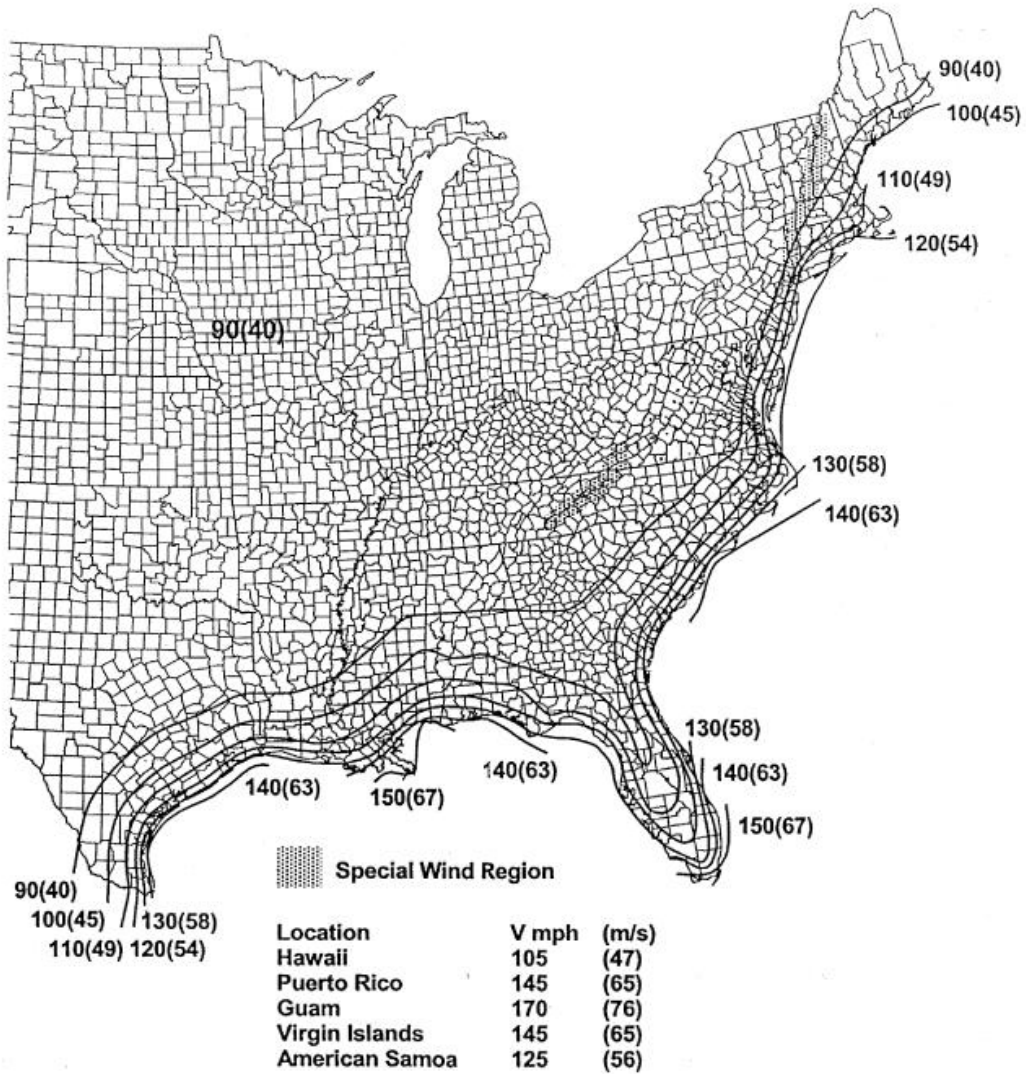 90(40)
100(45)
110(49)
120(54)
90(40)
130(58)
140(63)
130(58)
140(63)
140(63)
150(67)
140(63)
150(67)
Special Wind Region
90(40)
100(45) 130(58)
110(49) 120(54)
Location V mph (m/s)
Hawaii 105 (47)
Puerto Rico 145 (65)
Guam 170 (76)
Virgin Islands 145 (65)
American Samoa 125 (56)